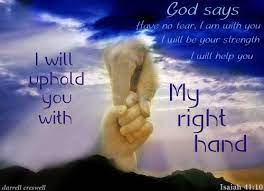 God says
Have no fear, I am with you
I will be your strength
I will help you
I will
uphold
you
with
My
right
hand
darrell creswell
Isaiah 41:10